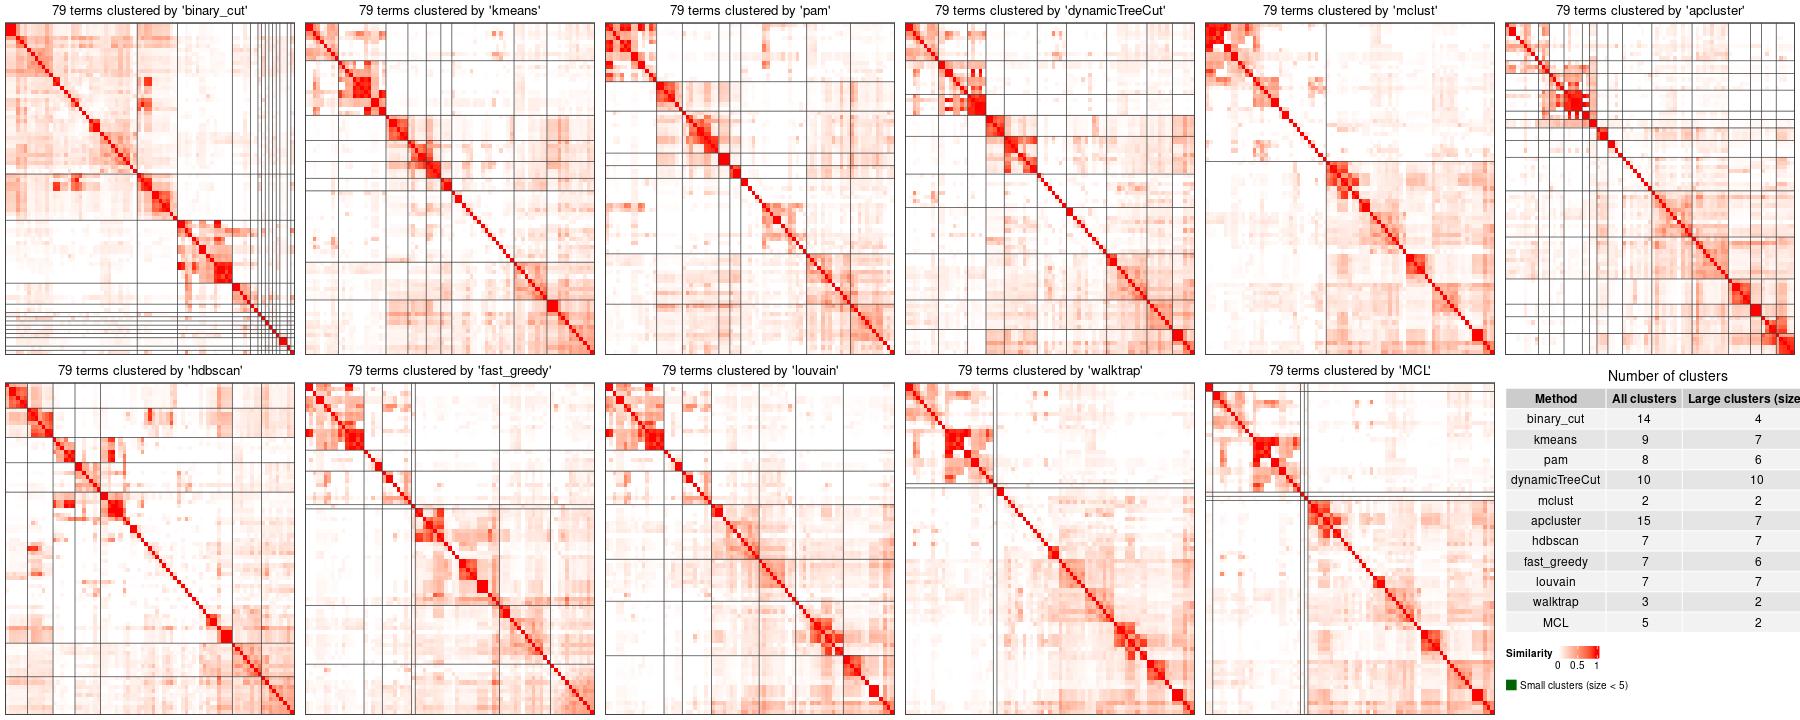 79 terms clustered by 'binary_cut'
79 terms clustered by 'kmeans'
79 terms clustered by 'pam'
79 terms clustered by 'dynamicTreeCut'
79 terms clustered by 'mclust'
79 terms clustered by 'apcluster'
79 terms clustered by 'hdbscan'
79 terms clustered by 'fast_greedy'
79 terms clustered by 'louvain'
79 terms clustered by 'walktrap'
79 terms clustered by 'MCL'
Number of clusters
Method All clusters Large clusters (size
binary_cut 14 4
kmeans 9 7
pam 8 6
dynamicTreeCut 10 10
mclust 2 2
apcluster 15 7
hdbscan 7 7
fast_greedy 7 6
louvain 7 7
walktrap 3 2
MCL 5 2
Similarity
0 0.5 1
Small clusters (size < 5)